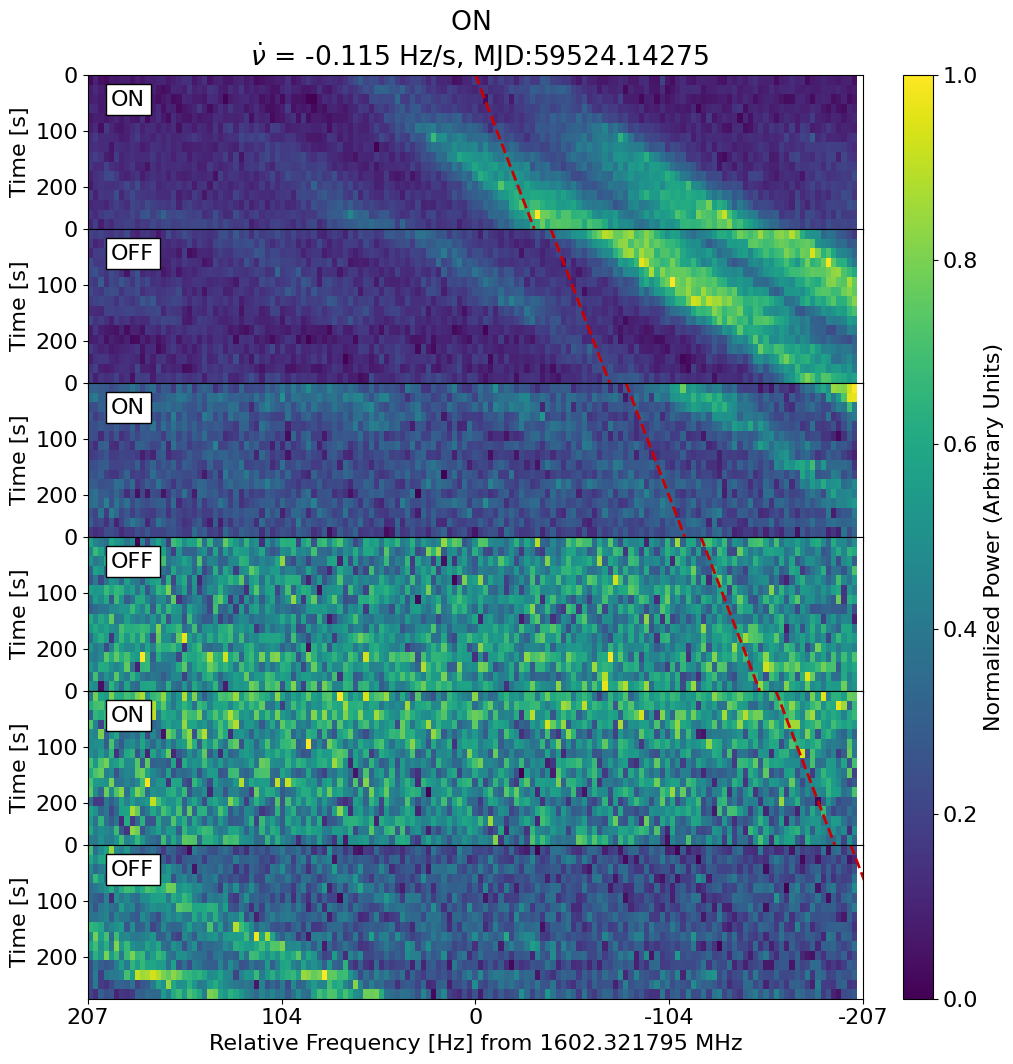 ON
ν̇ = -0.115 Hz/s, MJD:59524.14275
0
ON
100
Time [s]
200
0
OFF
100
Time [s]
200
0
ON
100
Time [s]
200
0
OFF
100
Time [s]
200
0
ON
100
Time [s]
200
0
OFF
100
Time [s]
200
207 104 0 -104 -207
Relative Frequency [Hz] from 1602.321795 MHz
1.0
0.8
0.6
0.4
0.2
0.0
Normalized Power (Arbitrary Units)